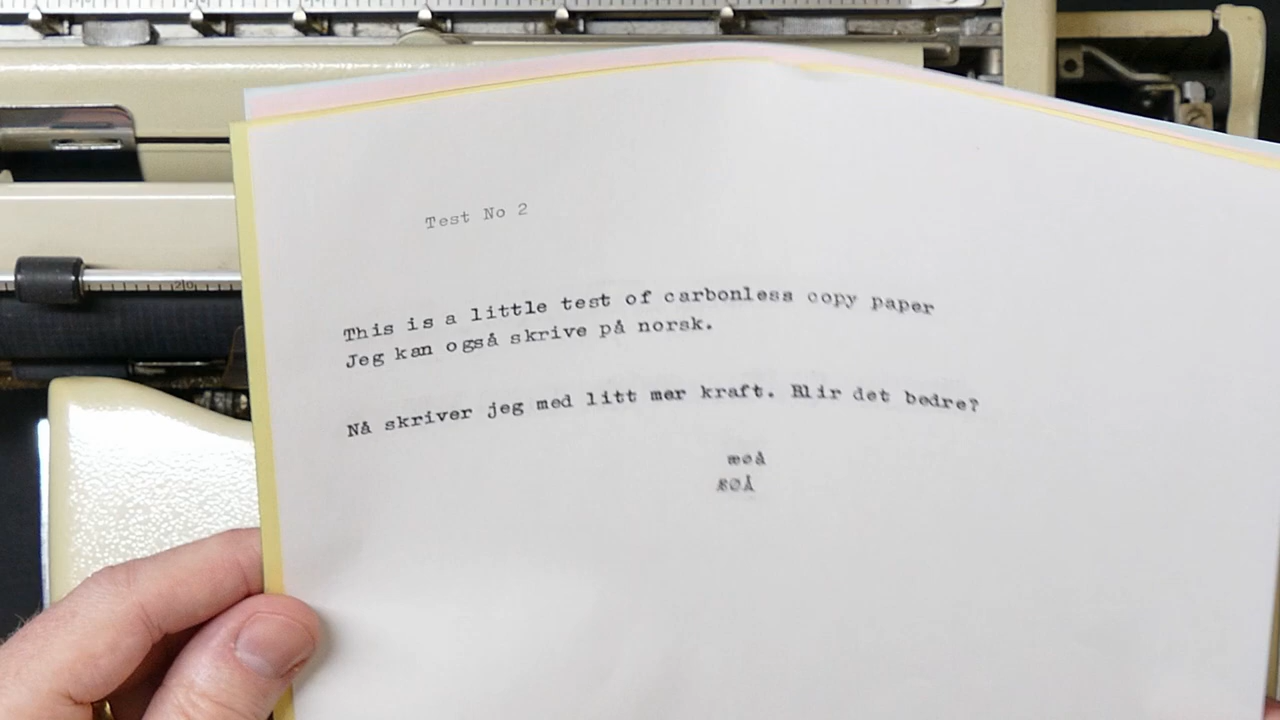 Test No 2
This is a little test of carbonless copy paper
Jeg kan også skrive på norsk.
Nå skriver jeg med litt mer kraft. Blir det bedre?
æøå
ÆØÅ
20